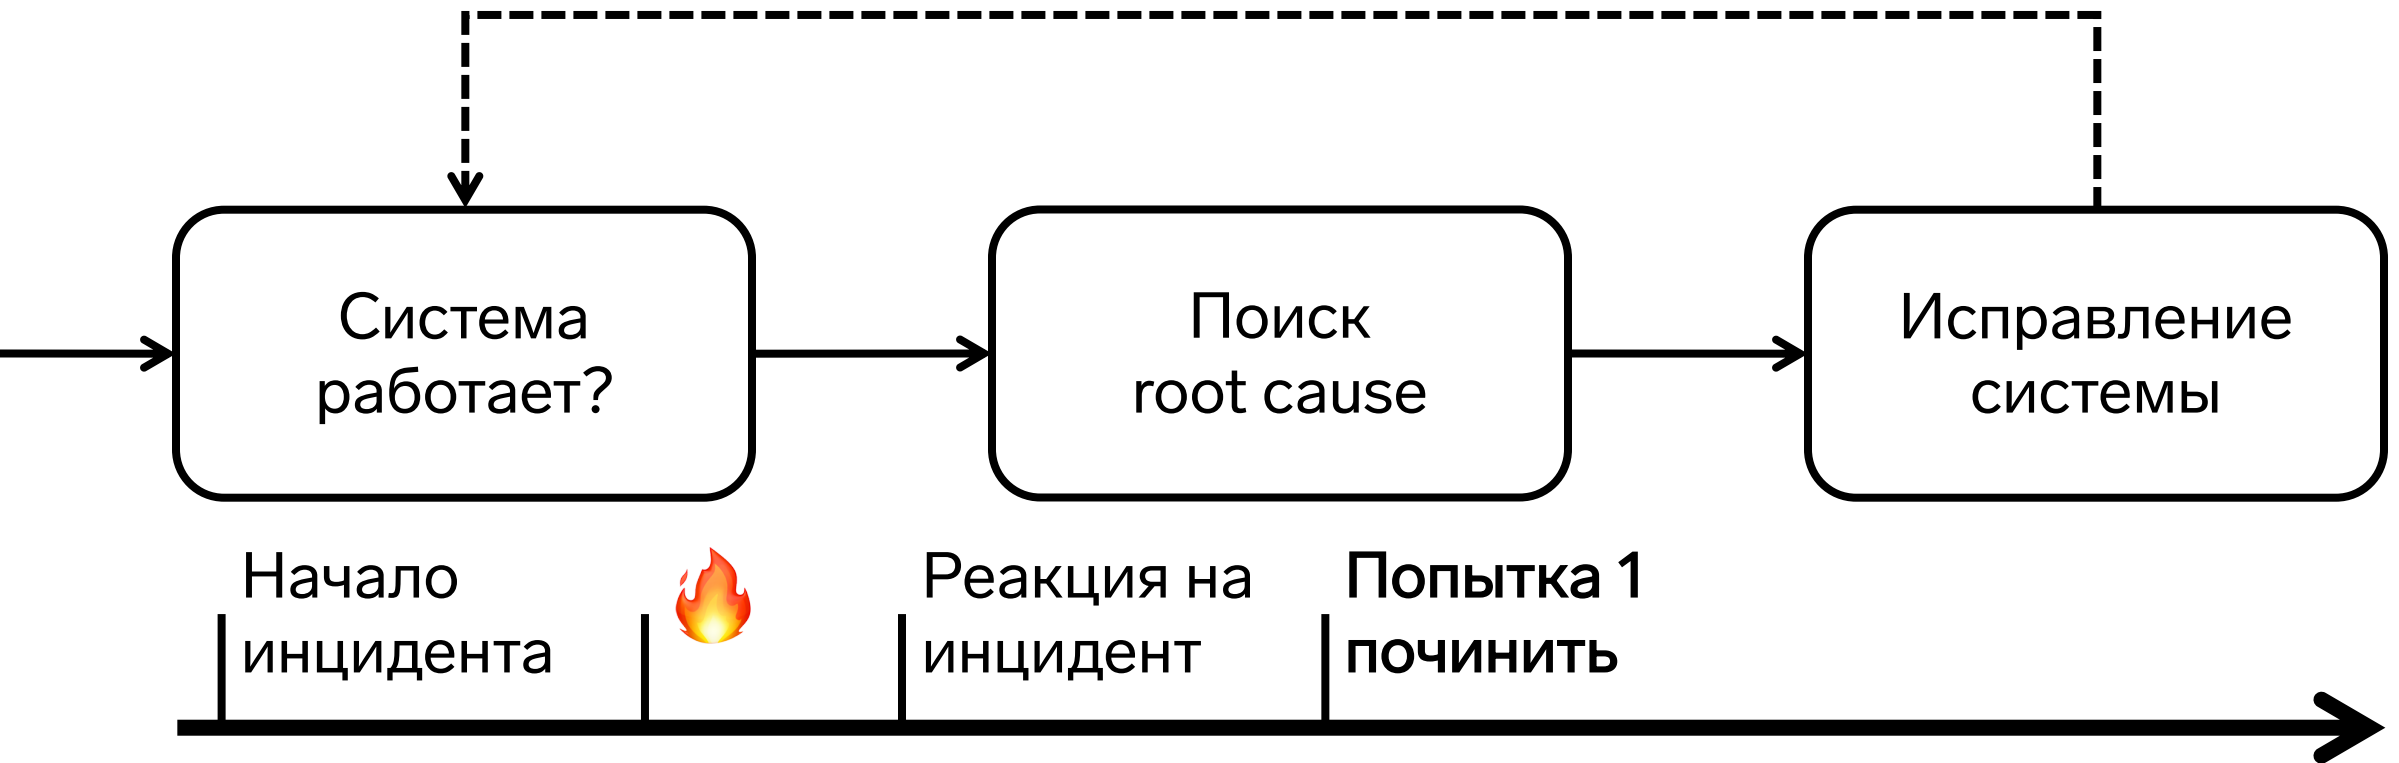 Система
работает?
Поиск
root cause
Исправление
системы
Начало
инцидента
Реакция на
инцидент
Попытка 1
починить